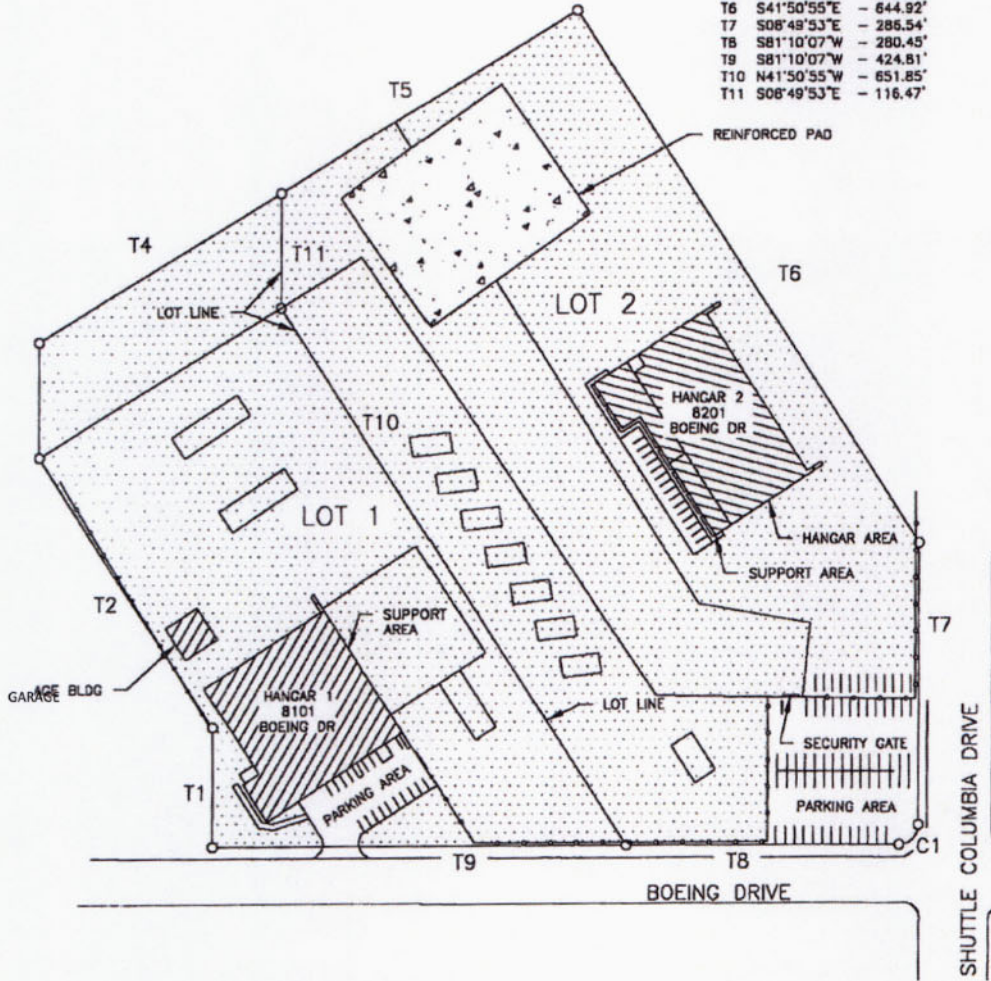 T6 S41°50'55"E - 644.92'
T7 S08°49'53"E - 286.54'
T8 S81°10'07"W - 280.45'
T9 S81°10'07"W - 424.81'
T10 N41°50'55"W - 651.85'
T11 S08°49'53"E - 116.47'
T5
REINFORCED PAD
T4
T11
LOT LINE
LOT 2
T6
HANGAR 2
8201
BOEING DR
T10
LOT 1
HANGAR AREA
SUPPORT AREA
T2
SUPPORT
AREA
T7
GARAGE
AGE BLDG
HANGAR 1
8101
BOEING DR
LOT LINE
SECURITY GATE
T1
PARKING AREA
PARKING AREA
C1
T9
T8
BOEING DRIVE
SHUTTLE COLUMBIA DRIVE